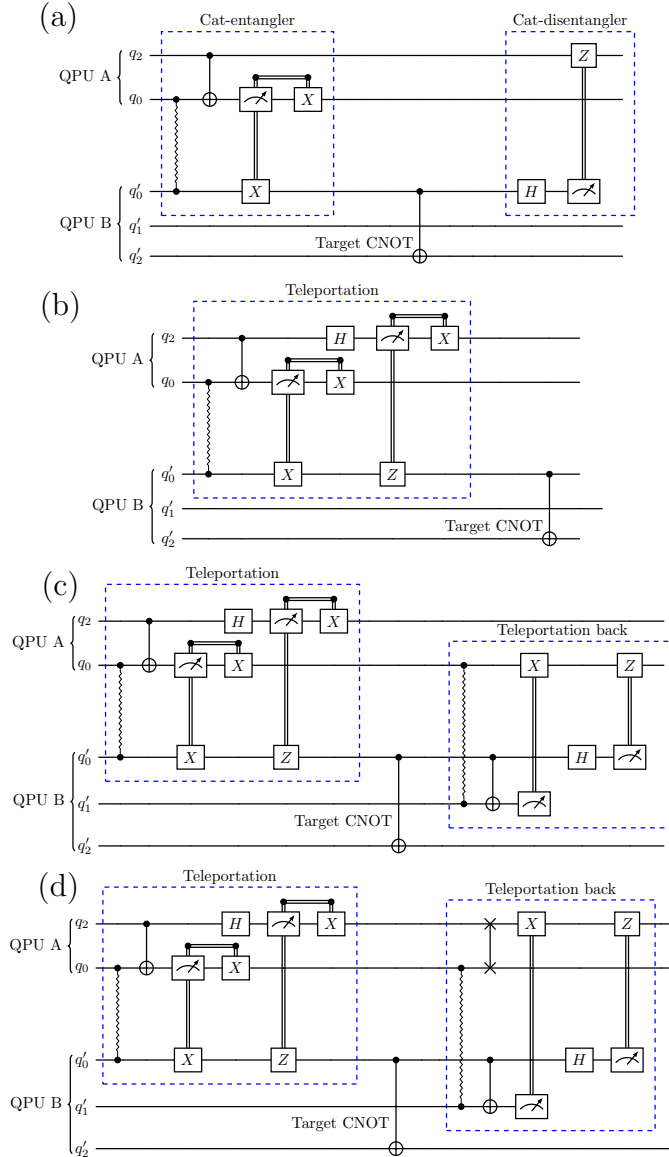 (a)
Cat-entangler
Cat-disentangler
QPU A
q2
q0
Z
X
X
QPU B
q′0
q′1
q′2
H
Target CNOT
(b)
Teleportation
QPU A
q2
q0
H
X
X
QPU B
q′0
q′1
q′2
X
Z
Target CNOT
(c)
Teleportation
Teleportation back
QPU A
q2
q0
H
X
X
X
Z
QPU B
q′0
q′1
q′2
X
Z
H
Target CNOT
(d)
Teleportation
Teleportation back
QPU A
q2
q0
H
X
X
Z
X
QPU B
q′0
q′1
q′2
X
Z
H
Target CNOT